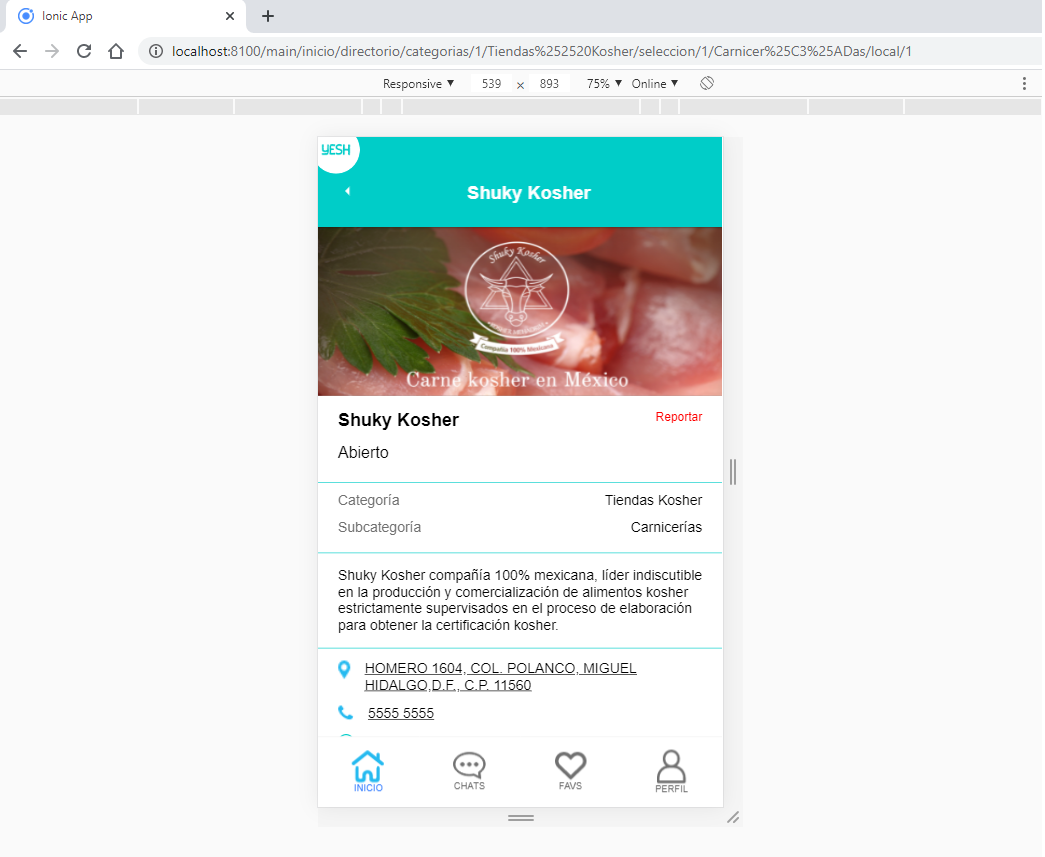 Ionic App
localhost:8100/main/inicio/directorio/categorias/1/Tiendas%252520Kosher/seleccion/1/Carnicer%25C3%25ADas/local/1
Responsive ▼ 539 x 893 75% ▼ Online ▼
YESH
Shuky Kosher
Shuky Kosher
Compañía 100% Mexicana
Carne kosher en México
Shuky Kosher
Reportar
Abierto
Categoría Tiendas Kosher
Subcategoría Carnicerías
Shuky Kosher compañía 100% mexicana, líder indiscutible
en la producción y comercialización de alimentos kosher
estrictamente supervisados en el proceso de elaboración
para obtener la certificación kosher.
HOMERO 1604, COL. POLANCO, MIGUEL
HIDALGO,D.F., C.P. 11560
5555 5555
INICIO CHATS FAVS PERFIL